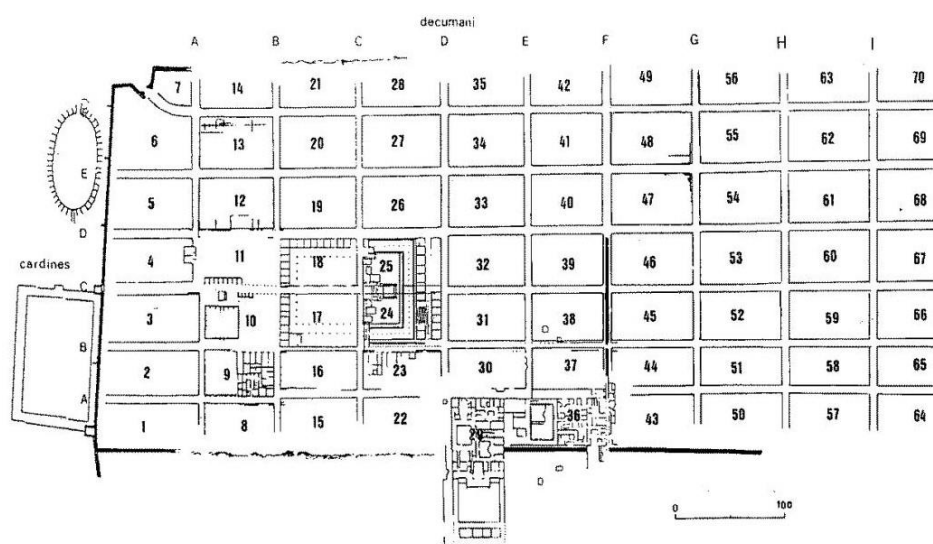 decumani
A B C D E F G H I
7 14 21 28 35 42 49 56 63 70
C
6 13 20 27 34 41 48 55 62 69
E
5 12 19 26 33 40 47 54 61 68
D
4 11 18 25 32 39 46 53 60 67
cardines
C
3 10 17 24 31 38 45 52 59 66
B
2 9 16 23 30 37 44 51 58 65
A
1 8 15 22 29 36 43 50 57 64
0 100